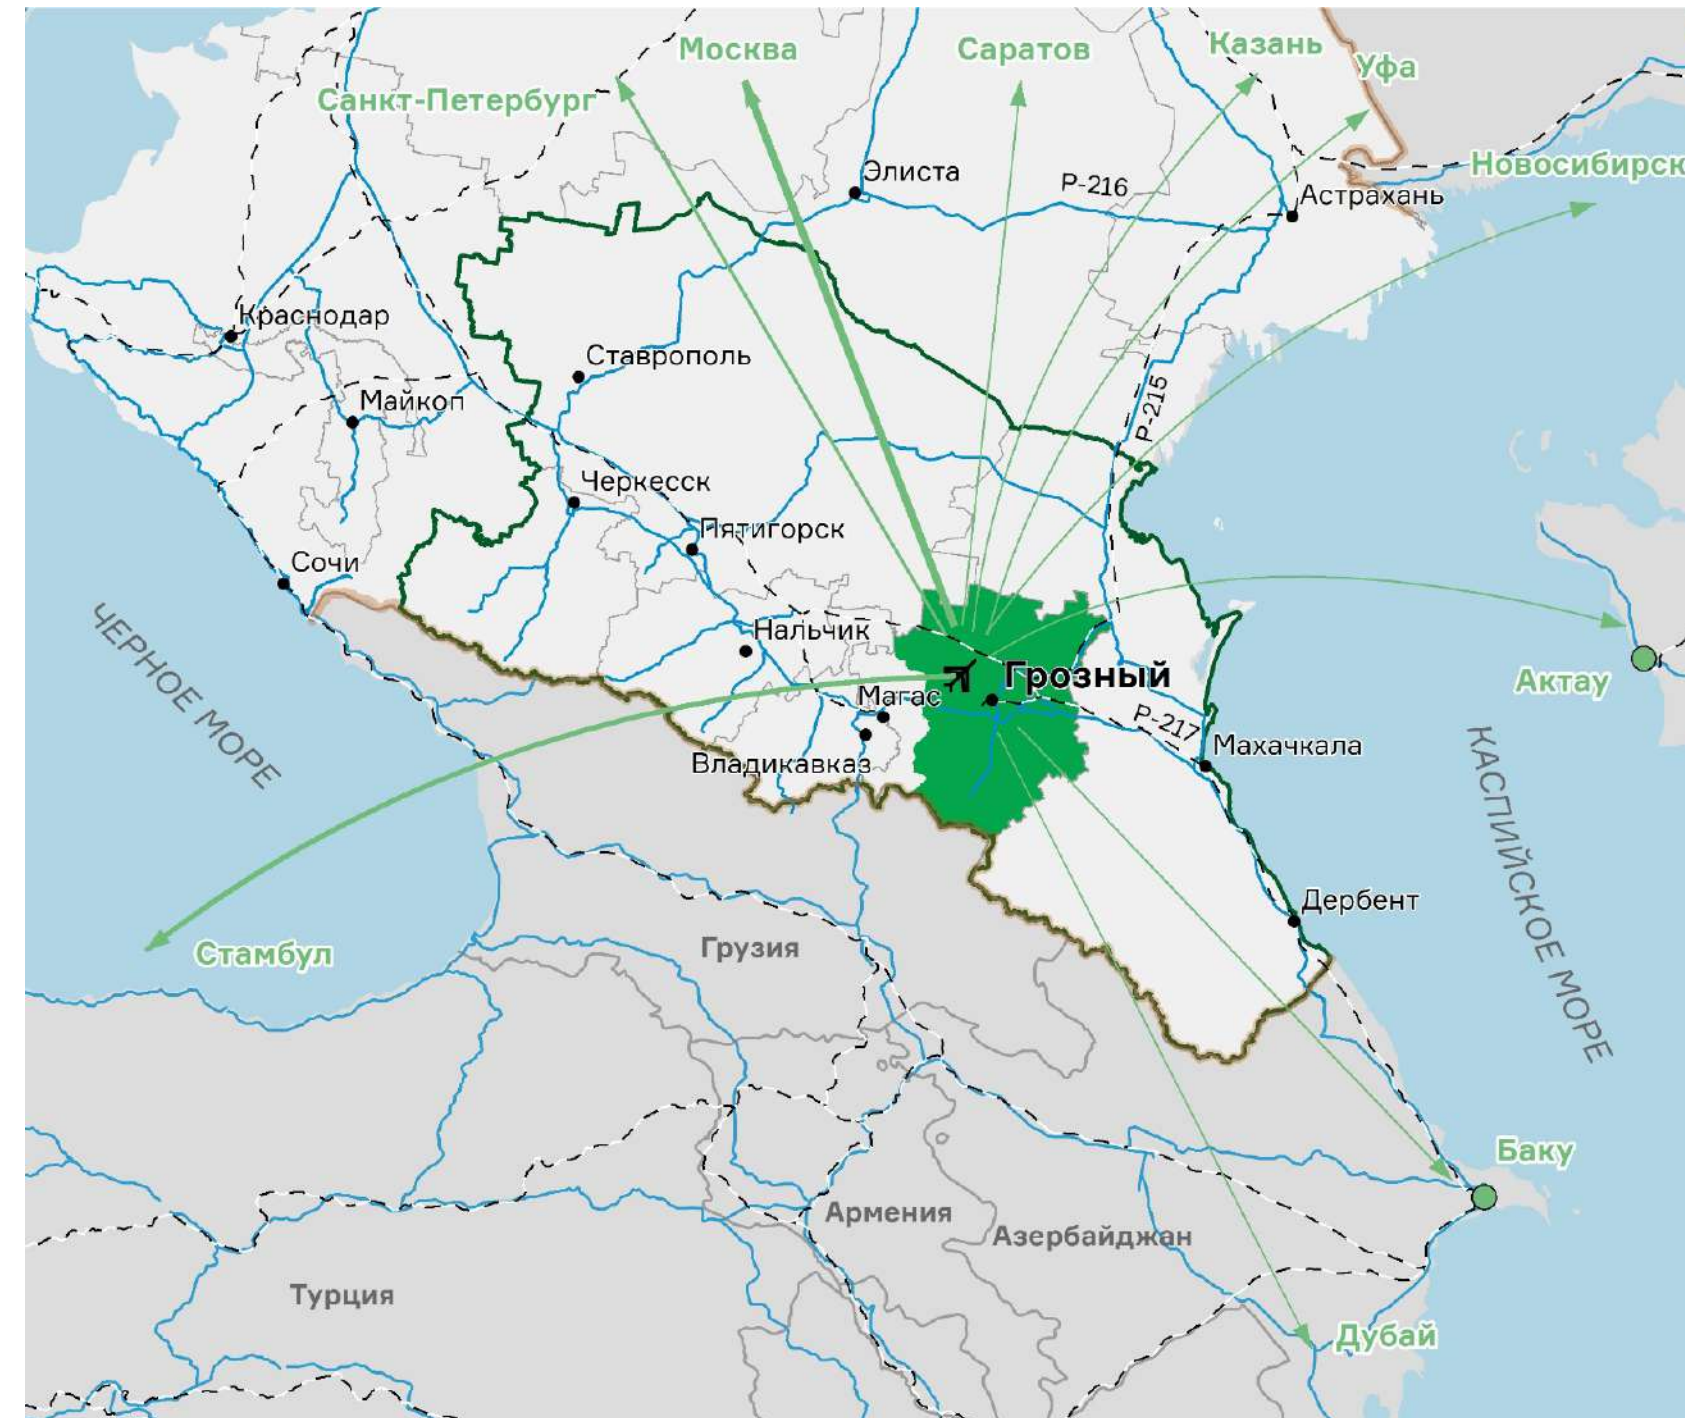 Москва
Саратов
Казань
Уфа
Санкт-Петербург
Новосибирск
Элиста
Р-216
Астрахань
Краснодар
Ставрополь
Р-215
Майкоп
Черкесск
Пятигорск
Сочи
ЧЕРНОЕ МОРЕ
Нальчик
Грозный
Магас
Актау
Р-217
Махачкала
Владикавказ
КАСПИЙСКОЕ МОРЕ
Дербент
Стамбул
Грузия
Баку
Армения
Азербайджан
Турция
Дубай